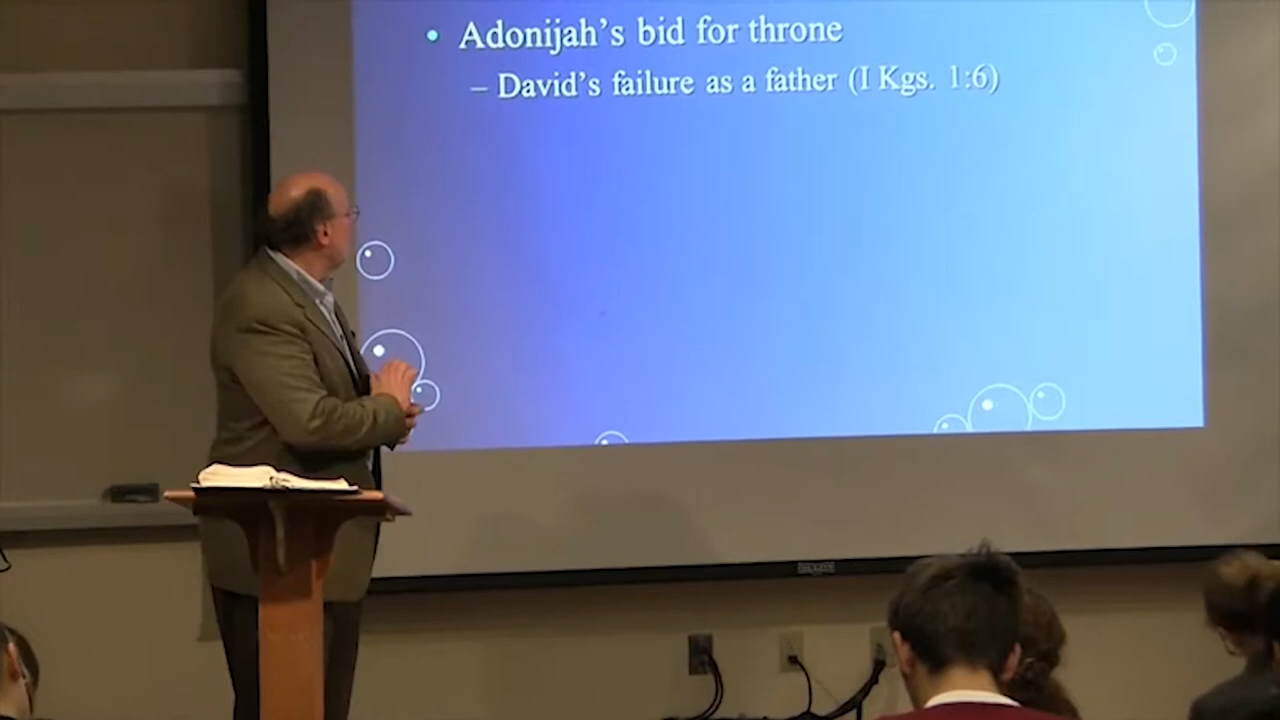 • Adonijah's bid for throne
– David's failure as a father (I Kgs. 1:6)